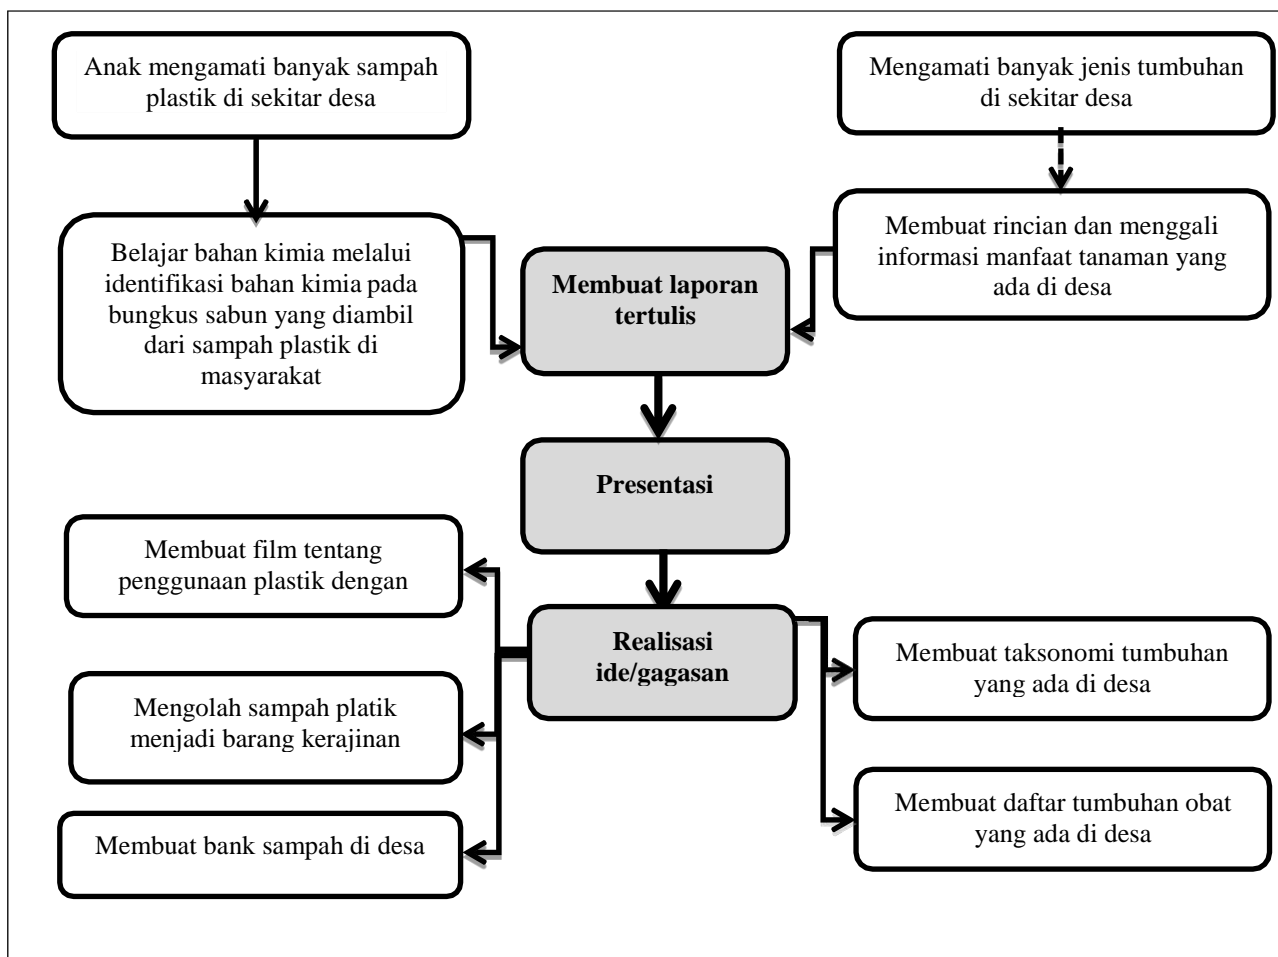 Anak mengamati banyak sampah
plastik di sekitar desa
Mengamati banyak jenis tumbuhan
di sekitar desa
Belajar bahan kimia melalui
identifikasi bahan kimia pada
bungkus sabun yang diambil
dari sampah plastik di
masyarakat
Membuat laporan
tertulis
Membuat rincian dan menggali
informasi manfaat tanaman yang
ada di desa
Presentasi
Membuat film tentang
penggunaan plastik dengan
Realisasi
ide/gagasan
Membuat taksonomi tumbuhan
yang ada di desa
Mengolah sampah platik
menjadi barang kerajinan
Membuat daftar tumbuhan obat
yang ada di desa
Membuat bank sampah di desa